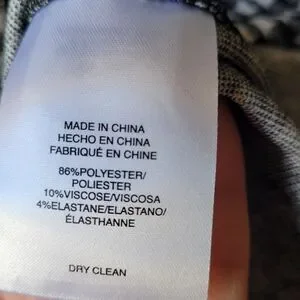 MADE IN CHINA
HECHO EN CHINA
FABRIQUÉ EN CHINE
86%POLYESTER/
POLIESTER
10%VISCOSE/VISCOSA
4%ELASTANE/ELASTANO/
ÉLASTHANNE
DRY CLEAN